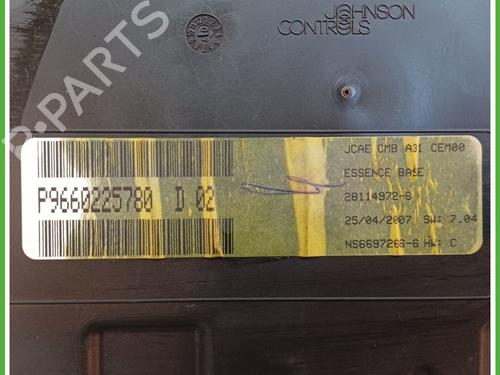 JOHNSON
CONTROLS
B-PARTS
JCAE CMB A31 CEM00
ESSENCE BASE
P9660225780 D 02
28114972-6
25/04/2007 SW: 7.04
NS669726S-6 HW: C